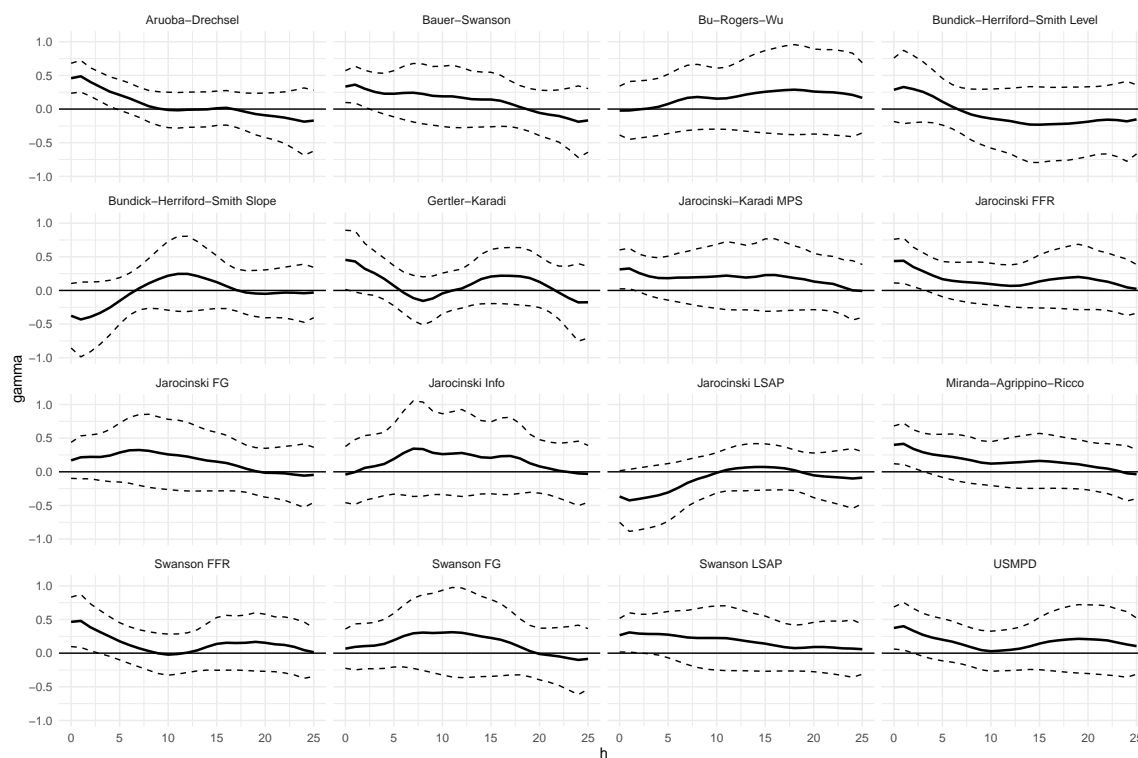 Aruoba−Drechsel Bauer−Swanson Bu−Rogers−Wu Bundick−Herriford−Smith Level
1.0
0.5
0.0
−0.5
−1.0
Bundick−Herriford−Smith Slope Gertler−Karadi Jarocinski−Karadi MPS Jarocinski FFR
1.0
0.5
0.0
−0.5
−1.0
gamma
Jarocinski FG Jarocinski Info Jarocinski LSAP Miranda−Agrippino−Ricco
1.0
0.5
0.0
−0.5
−1.0
Swanson FFR Swanson FG Swanson LSAP USMPD
1.0
0.5
0.0
−0.5
−1.0
0 5 10 15 20 25 0 5 10 15 20 25 0 5 10 15 20 25 0 5 10 15 20 25
h